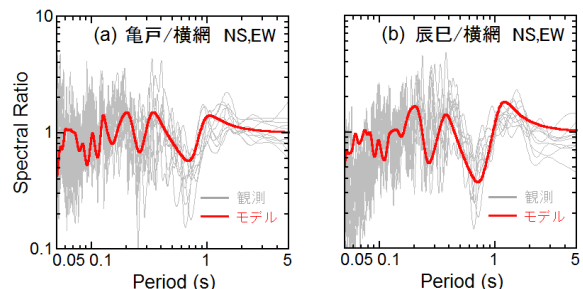 (a) 亀戸/横網 NS,EW
(b) 辰巳/横網 NS,EW
Spectral Ratio
10
1
0.1
観測
モデル
観測
モデル
0.05 0.1 1 5
0.05 0.1 1 5
Period (s)
Period (s)